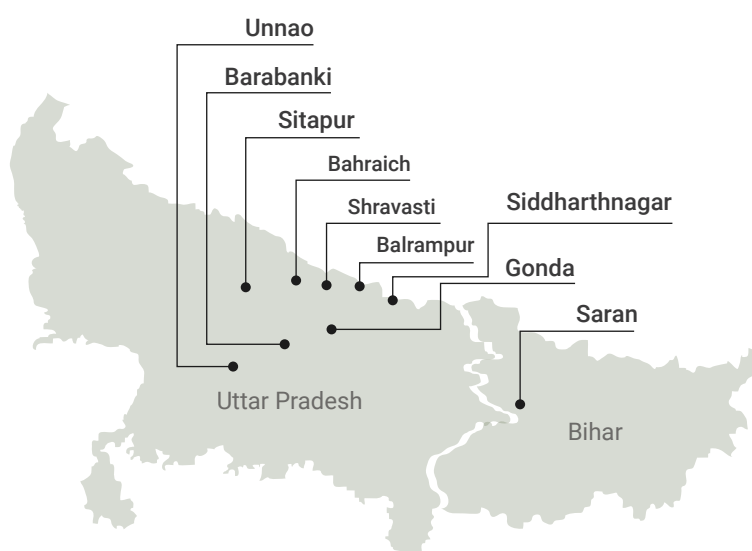 Unnao
Barabanki
Sitapur
Bahraich
Shravasti
Siddharthnagar
Balrampur
Gonda
Saran
Uttar Pradesh
Bihar